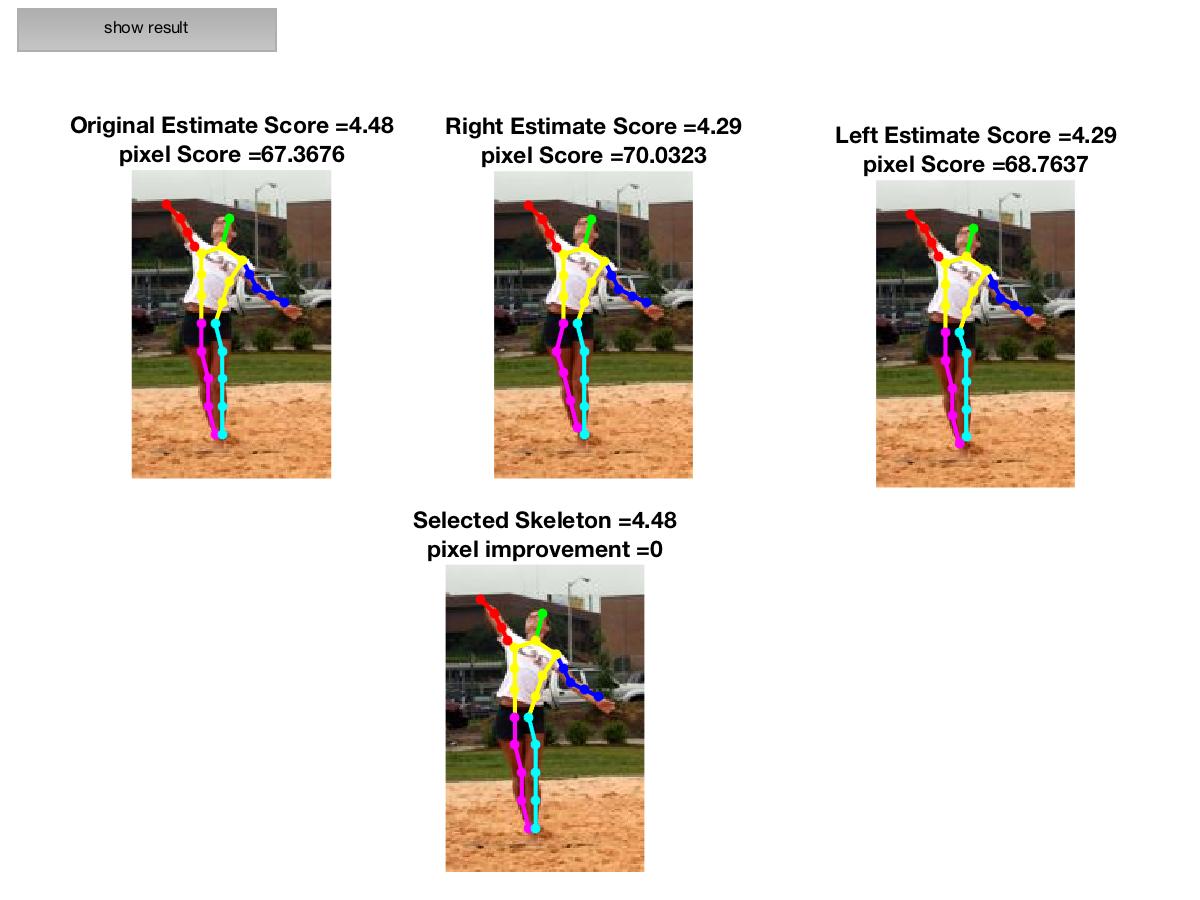 show result
Original Estimate Score =4.48
pixel Score =67.3676
Right Estimate Score =4.29
pixel Score =70.0323
Left Estimate Score =4.29
pixel Score =68.7637
Selected Skeleton =4.48
pixel improvement =0